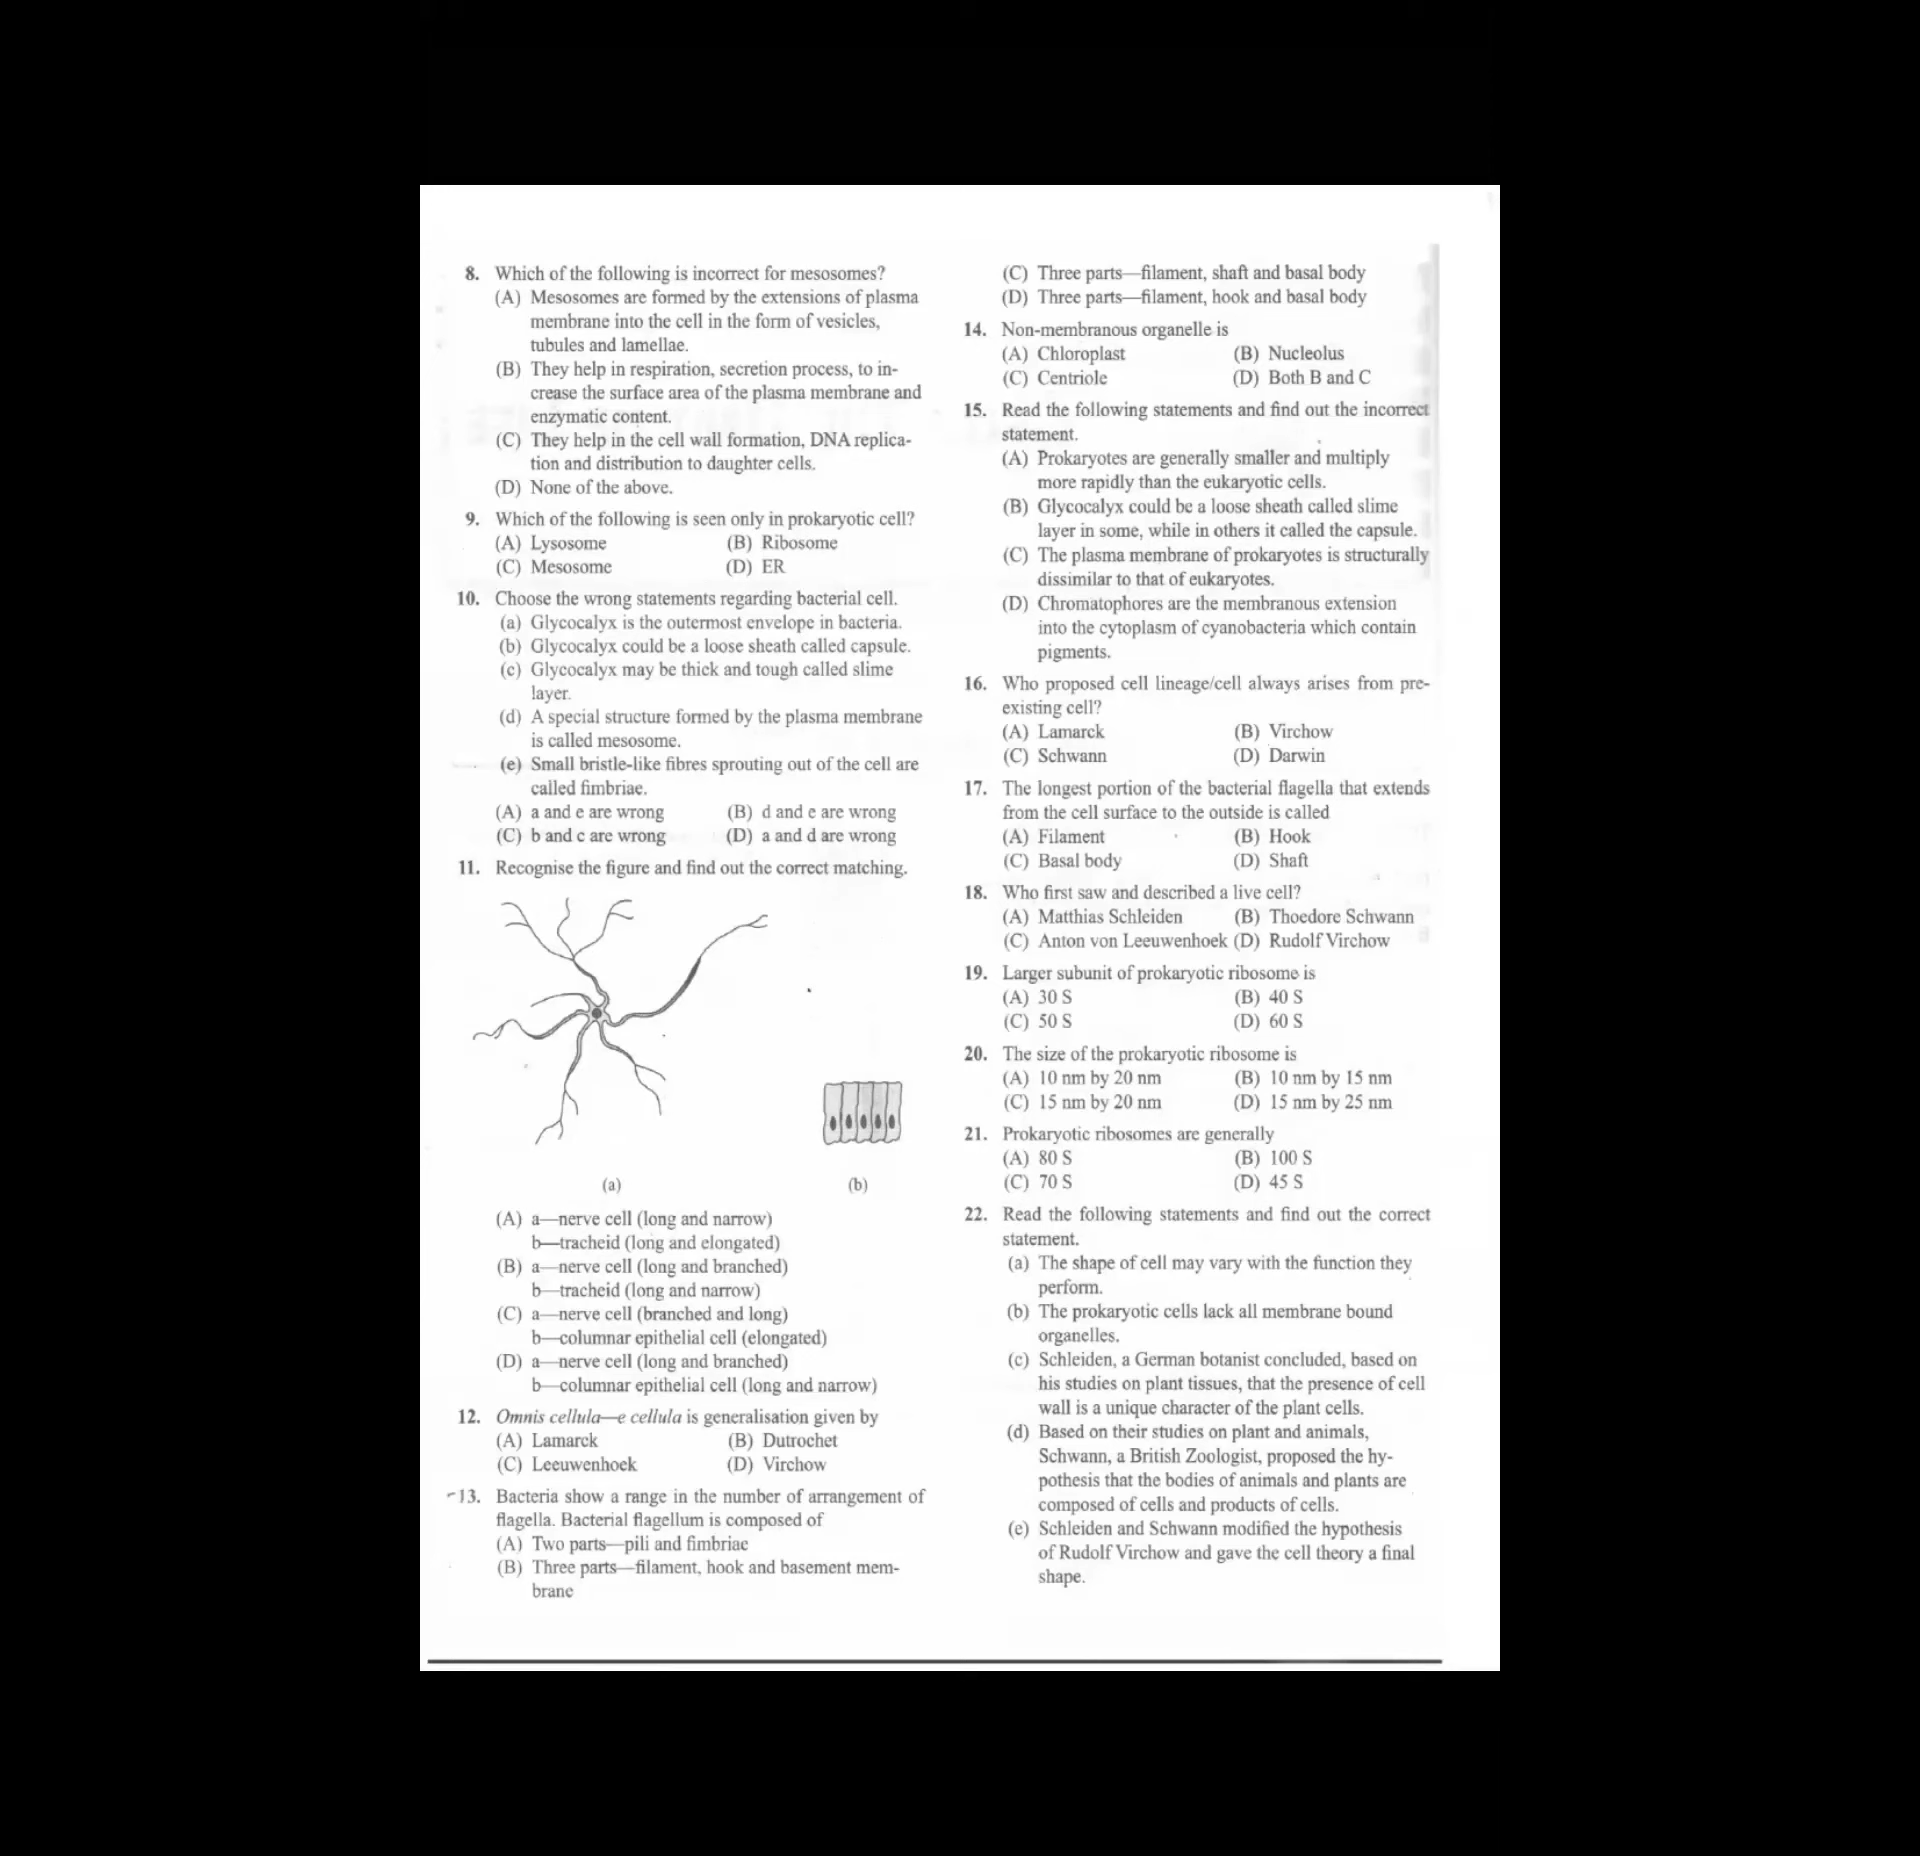 8. Which of the following is incorrect for mesosomes?
(A) Mesosomes are formed by the extensions of plasma
membrane into the cell in the form of vesicles,
tubules and lamellae.
(B) They help in respiration, secretion process, to in-
crease the surface area of the plasma membrane and
enzymatic content.
(C) They help in the cell wall formation, DNA replica-
tion and distribution to daughter cells.
(D) None of the above.
9. Which of the following is seen only in prokaryotic cell?
(A) Lysosome (B) Ribosome
(C) Mesosome (D) ER
10. Choose the wrong statements regarding bacterial cell.
(a) Glycocalyx is the outermost envelope in bacteria.
(b) Glycocalyx could be a loose sheath called capsule.
(c) Glycocalyx may be thick and tough called slime
layer.
(d) A special structure formed by the plasma membrane
is called mesosome.
(e) Small bristle-like fibres sprouting out of the cell are
called fimbriae.
(A) a and e are wrong (B) d and e are wrong
(C) b and c are wrong (D) a and d are wrong
11. Recognise the figure and find out the correct matching.
(a) (b)
(A) a—nerve cell (long and narrow)
b—tracheid (long and elongated)
(B) a—nerve cell (long and branched)
b—tracheid (long and narrow)
(C) a—nerve cell (branched and long)
b—columnar epithelial cell (elongated)
(D) a—nerve cell (long and branched)
b—columnar epithelial cell (long and narrow)
12. Omnis cellula—e cellula is generalisation given by
(A) Lamarck (B) Dutrochet
(C) Leeuwenhoek (D) Virchow
13. Bacteria show a range in the number of arrangement of
flagella. Bacterial flagellum is composed of
(A) Two parts—pili and fimbriae
(B) Three parts—filament, hook and basement mem-
brane
(C) Three parts—filament, shaft and basal body
(D) Three parts—filament, hook and basal body
14. Non-membranous organelle is
(A) Chloroplast (B) Nucleolus
(C) Centriole (D) Both B and C
15. Read the following statements and find out the incorrect
statement.
(A) Prokaryotes are generally smaller and multiply
more rapidly than the eukaryotic cells.
(B) Glycocalyx could be a loose sheath called slime
layer in some, while in others it called the capsule.
(C) The plasma membrane of prokaryotes is structurally
dissimilar to that of eukaryotes.
(D) Chromatophores are the membranous extension
into the cytoplasm of cyanobacteria which contain
pigments.
16. Who proposed cell lineage/cell always arises from pre-
existing cell?
(A) Lamarck (B) Virchow
(C) Schwann (D) Darwin
17. The longest portion of the bacterial flagella that extends
from the cell surface to the outside is called
(A) Filament (B) Hook
(C) Basal body (D) Shaft
18. Who first saw and described a live cell?
(A) Matthias Schleiden (B) Thoedore Schwann
(C) Anton von Leeuwenhoek (D) Rudolf Virchow
19. Larger subunit of prokaryotic ribosome is
(A) 30 S (B) 40 S
(C) 50 S (D) 60 S
20. The size of the prokaryotic ribosome is
(A) 10 nm by 20 nm (B) 10 nm by 15 nm
(C) 15 nm by 20 nm (D) 15 nm by 25 nm
21. Prokaryotic ribosomes are generally
(A) 80 S (B) 100 S
(C) 70 S (D) 45 S
22. Read the following statements and find out the correct
statement.
(a) The shape of cell may vary with the function they
perform.
(b) The prokaryotic cells lack all membrane bound
organelles.
(c) Schleiden, a German botanist concluded, based on
his studies on plant tissues, that the presence of cell
wall is a unique character of the plant cells.
(d) Based on their studies on plant and animals,
Schwann, a British Zoologist, proposed the hy-
pothesis that the bodies of animals and plants are
composed of cells and products of cells.
(e) Schleiden and Schwann modified the hypothesis
of Rudolf Virchow and gave the cell theory a final
shape.